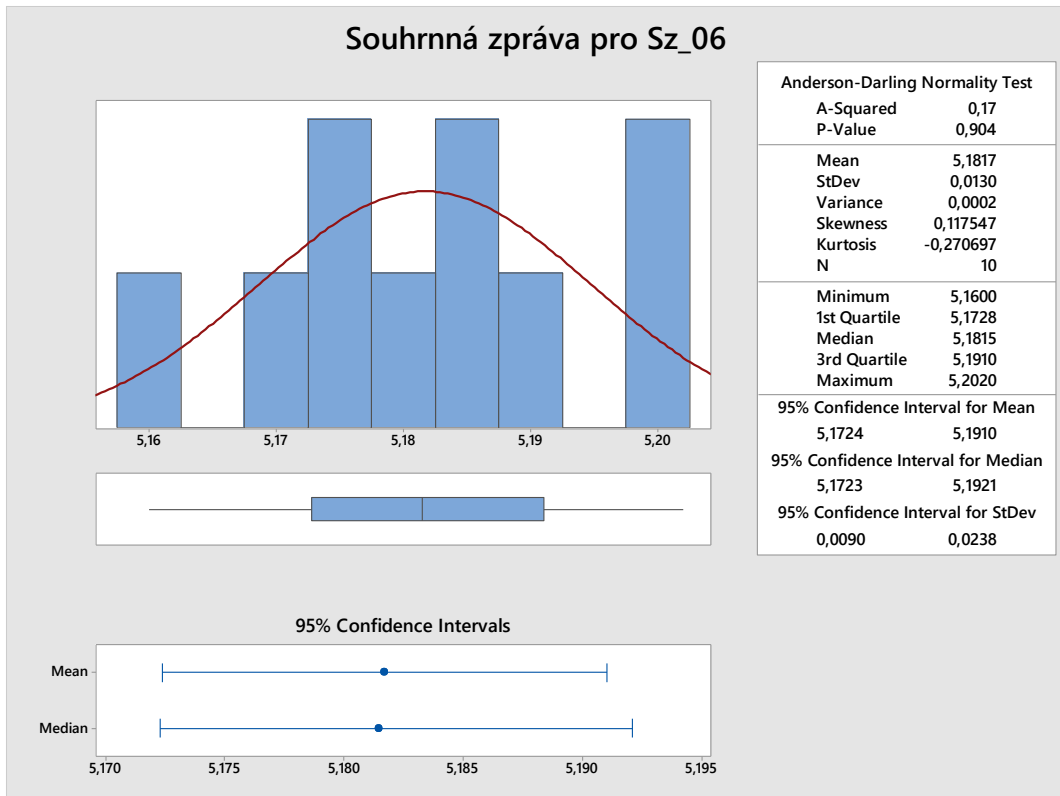 Souhrnná zpráva pro Sz_06
5,16 5,17 5,18 5,19 5,20
Anderson-Darling Normality Test
A-Squared 0,17
P-Value 0,904
Mean 5,1817
StDev 0,0130
Variance 0,0002
Skewness 0,117547
Kurtosis -0,270697
N 10
Minimum 5,1600
1st Quartile 5,1728
Median 5,1815
3rd Quartile 5,1910
Maximum 5,2020
95% Confidence Interval for Mean
5,1724 5,1910
95% Confidence Interval for Median
5,1723 5,1921
95% Confidence Interval for StDev
0,0090 0,0238
95% Confidence Intervals
Mean
Median
5,170 5,175 5,180 5,185 5,190 5,195